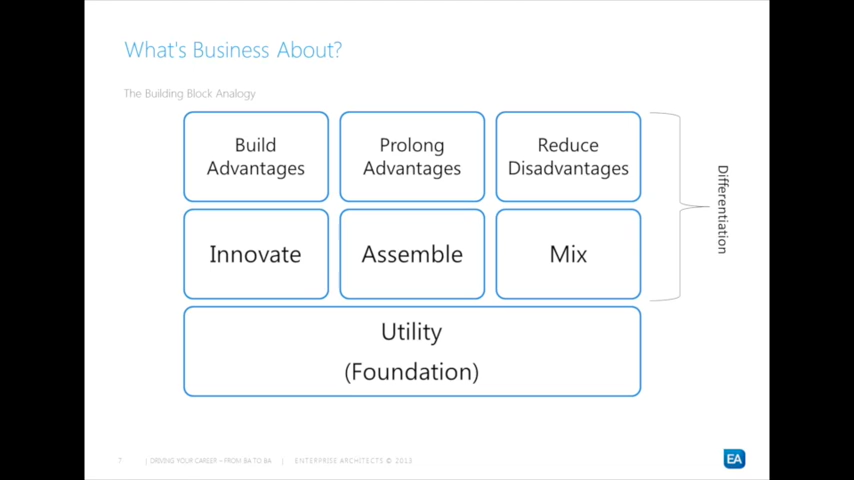 What's Business About?
The Building Block Analogy
Build
Advantages
Prolong
Advantages
Reduce
Disadvantages
Innovate
Assemble
Mix
Differentiation
Utility
(Foundation)
7 | DRIVING YOUR CAREER – FROM BA TO BA | ENTERPRISE ARCHITECTS © 2013
EA